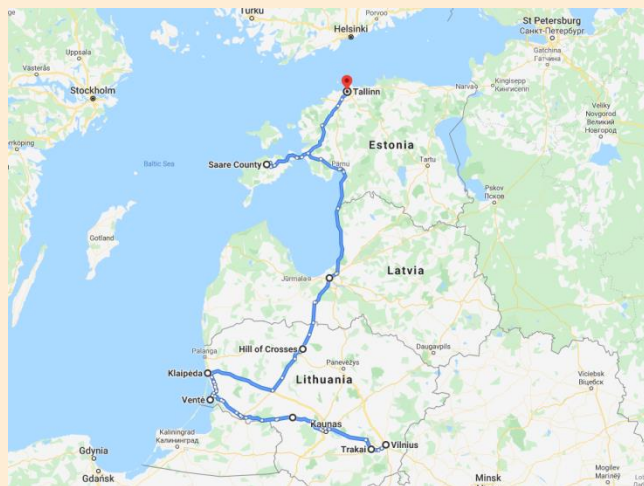 Turku
Porvoo
Helsinki
St Petersburg
Санкт-Петербург
Gatchina
Гатчина
Uppsala
Västerås
Stockholm
Tallinn
Narva
Kingisepp
Кингисепп
Veliky
Novgorod
Великий
Новгород
Estonia
Baltic Sea
Saare County
Pärnu
Tartu
Pskov
Псков
Gotland
Latvia
Jūrmala
Hill of Crosses
Daugavpils
Palanga
Panevėžys
Klaipėda
Lithuania
Viciebsk
Віцебск
Ventė
Kaunas
Kaliningrad
Калининград
Trakai
Vilnius
Gdynia
Gdańsk
Minsk